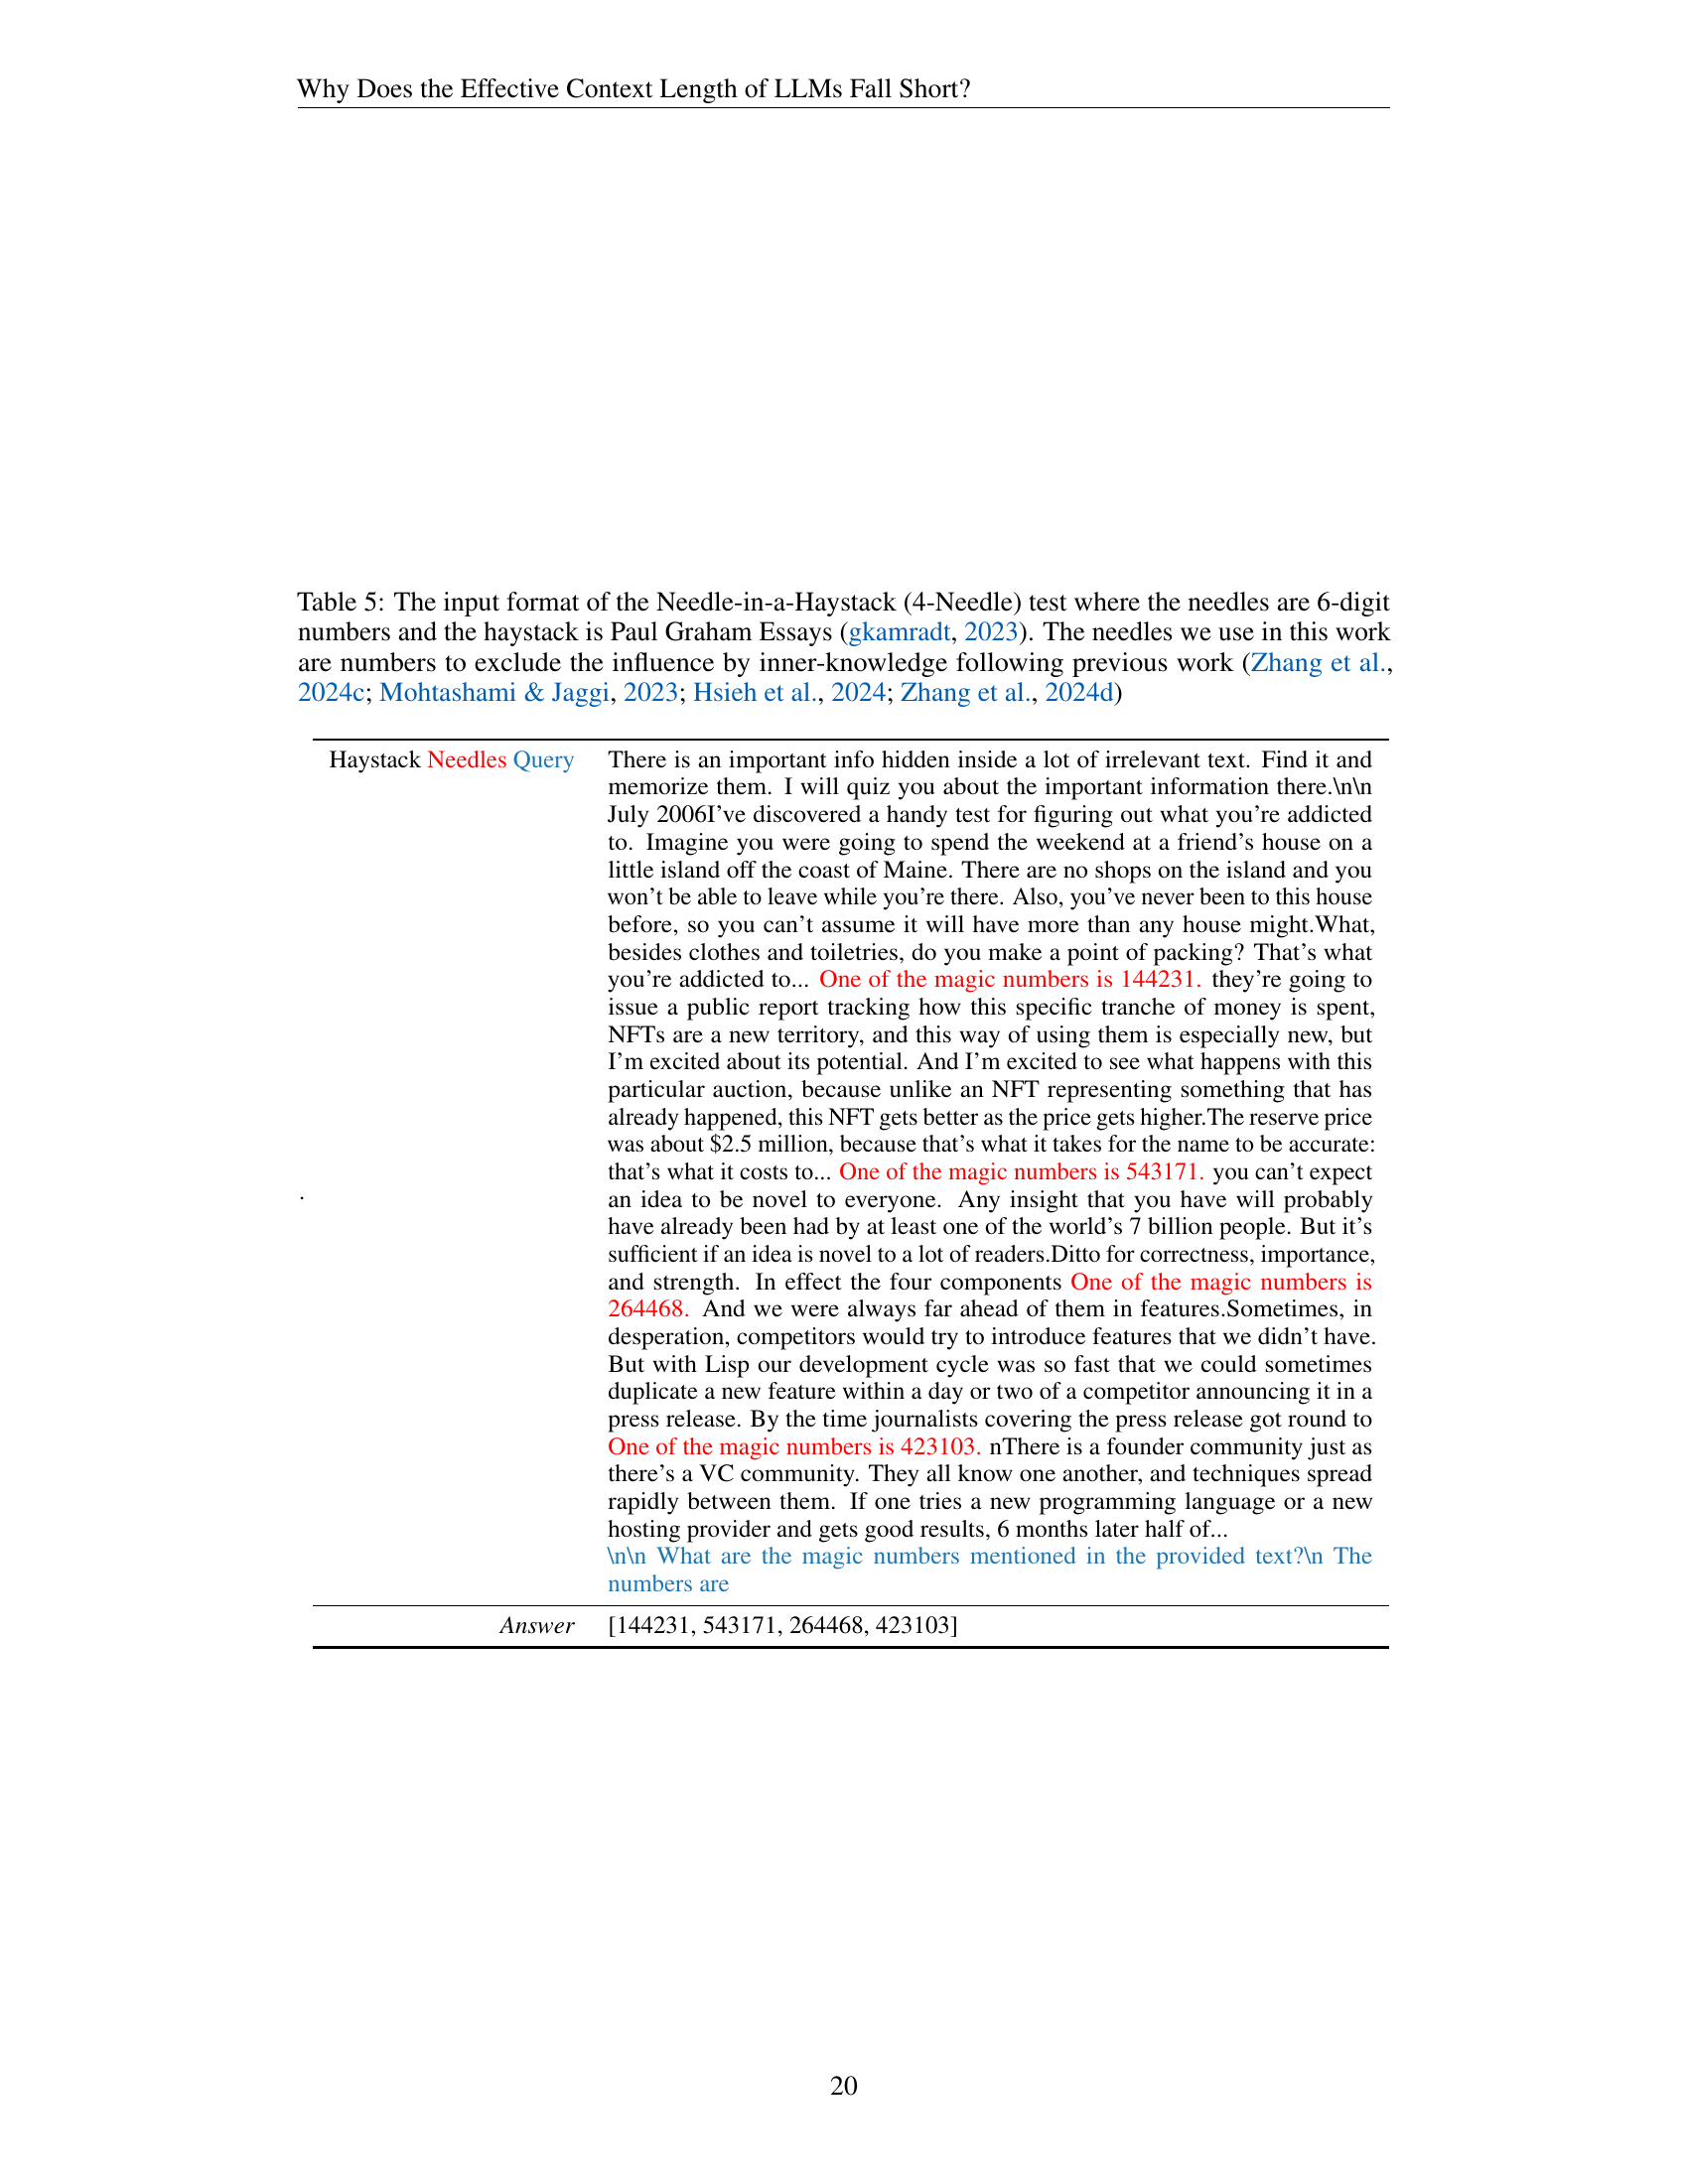 Why Does the Effective Context Length of LLMs Fall Short?
Table 5: The input format of the Needle-in-a-Haystack (4-Needle) test where the needles are 6-digit
numbers and the haystack is Paul Graham Essays (gkamradt, 2023). The needles we use in this work
are numbers to exclude the influence by inner-knowledge following previous work (Zhang et al.,
2024c; Mohtashami & Jaggi, 2023; Hsieh et al., 2024; Zhang et al., 2024d)
Haystack Needles Query
There is an important info hidden inside a lot of irrelevant text. Find it and
memorize them. I will quiz you about the important information there.\n\n
July 2006I've discovered a handy test for figuring out what you're addicted
to. Imagine you were going to spend the weekend at a friend's house on a
little island off the coast of Maine. There are no shops on the island and you
won't be able to leave while you're there. Also, you've never been to this house
before, so you can't assume it will have more than any house might.What,
besides clothes and toiletries, do you make a point of packing? That's what
you're addicted to... One of the magic numbers is 144231. they're going to
issue a public report tracking how this specific tranche of money is spent,
NFTs are a new territory, and this way of using them is especially new, but
I'm excited about its potential. And I'm excited to see what happens with this
particular auction, because unlike an NFT representing something that has
already happened, this NFT gets better as the price gets higher.The reserve price
was about $2.5 million, because that's what it takes for the name to be accurate:
that's what it costs to... One of the magic numbers is 543171. you can't expect
.
an idea to be novel to everyone. Any insight that you have will probably
have already been had by at least one of the world's 7 billion people. But it's
sufficient if an idea is novel to a lot of readers.Ditto for correctness, importance,
and strength. In effect the four components One of the magic numbers is
264468. And we were always far ahead of them in features.Sometimes, in
desperation, competitors would try to introduce features that we didn't have.
But with Lisp our development cycle was so fast that we could sometimes
duplicate a new feature within a day or two of a competitor announcing it in a
press release. By the time journalists covering the press release got round to
One of the magic numbers is 423103. nThere is a founder community just as
there's a VC community. They all know one another, and techniques spread
rapidly between them. If one tries a new programming language or a new
hosting provider and gets good results, 6 months later half of...
\n\n What are the magic numbers mentioned in the provided text?\n The
numbers are
Answer
[144231, 543171, 264468, 423103]
20